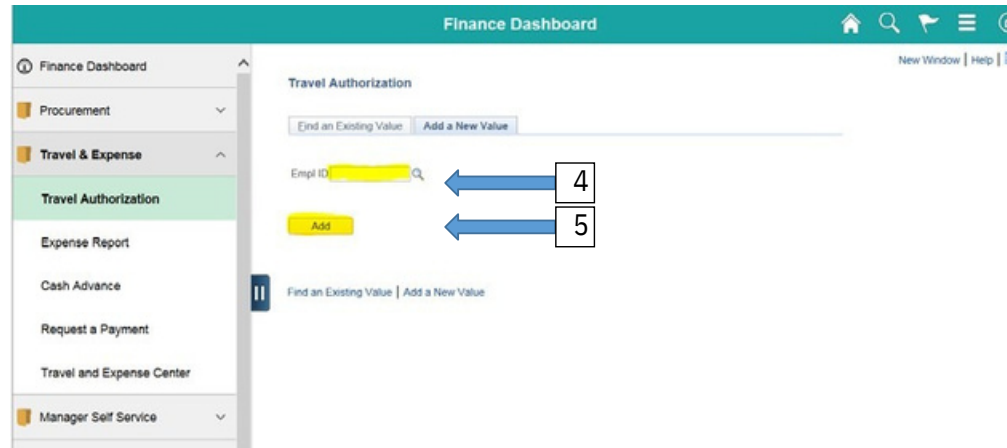 Finance Dashboard
New Window | Help |
Finance Dashboard
Procurement
Travel & Expense
Travel Authorization
Expense Report
Cash Advance
Request a Payment
Travel and Expense Center
Manager Self Service
Travel Authorization
Find an Existing Value Add a New Value
Empl ID
4
Add
5
Find an Existing Value | Add a New Value